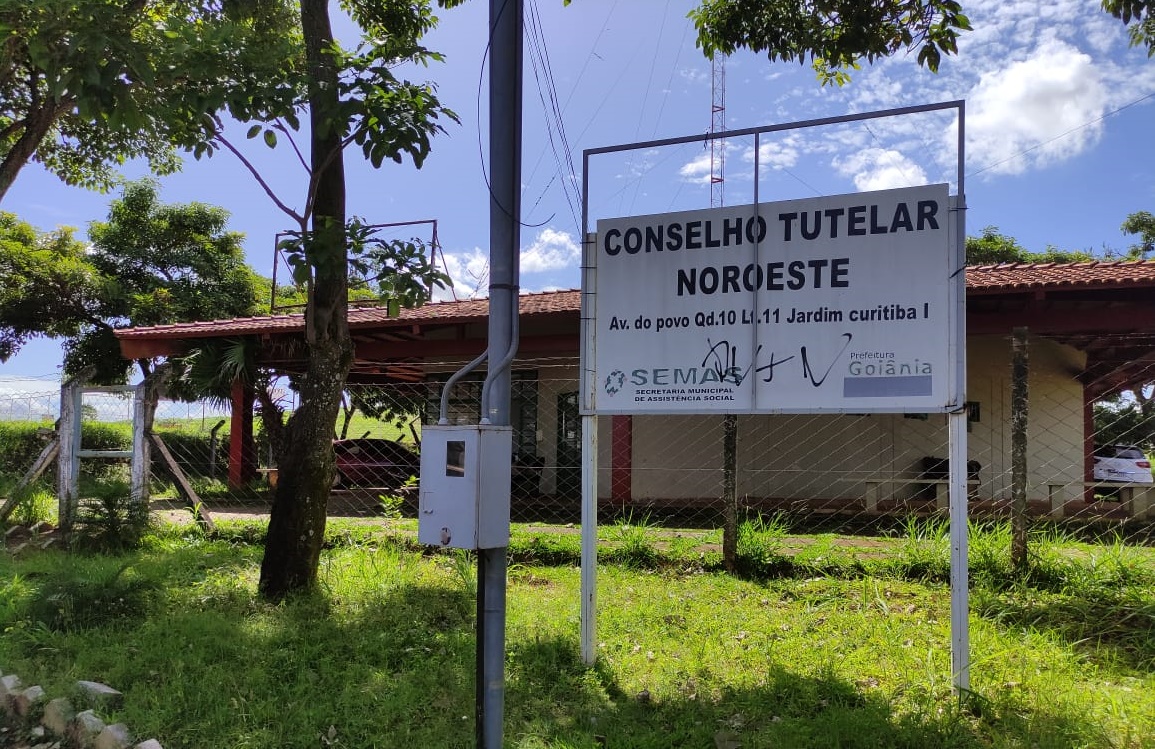 CONSELHO TUTELAR
NOROESTE
Av. do povo Qd.10 Lt.11 Jardim curitiba I
SEMAS
SECRETARIA MUNICIPAL
DE ASSISTÊNCIA SOCIAL
Prefeitura
Goiânia